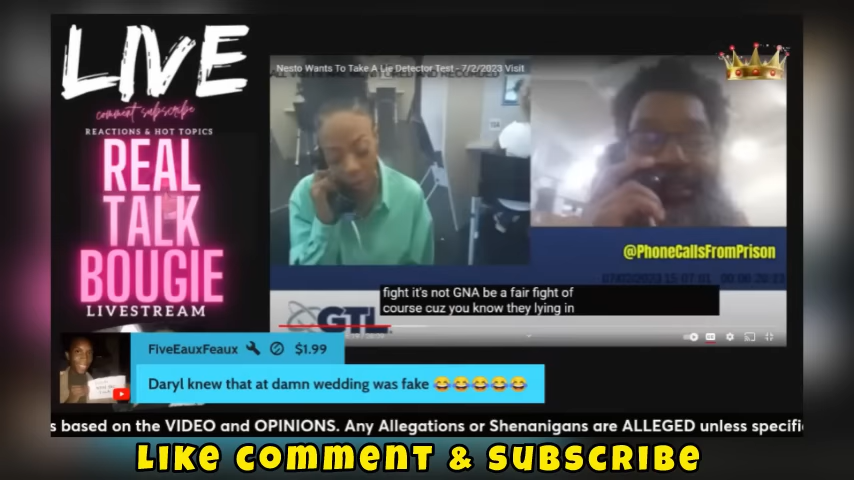 LIVE
comment subscribe
REACTIONS & HOT TOPICS
REAL
TALK
BOUGIE
LIVESTREAM
Nesto Wants To Take A Lie Detector Test - 7/2/2023 Visit
@PhoneCallsFromPrison
fight it's not GNA be a fair fight of
course cuz you know they lying in
GTL
FiveEauxFeaux $1.99
Daryl knew that at damn wedding was fake 😂😂😂😂😂
s based on the VIDEO and OPINIONS. Any Allegations or Shenanigans are ALLEGED unless specifi
LIKE COMMENT & SUBSCRIBE